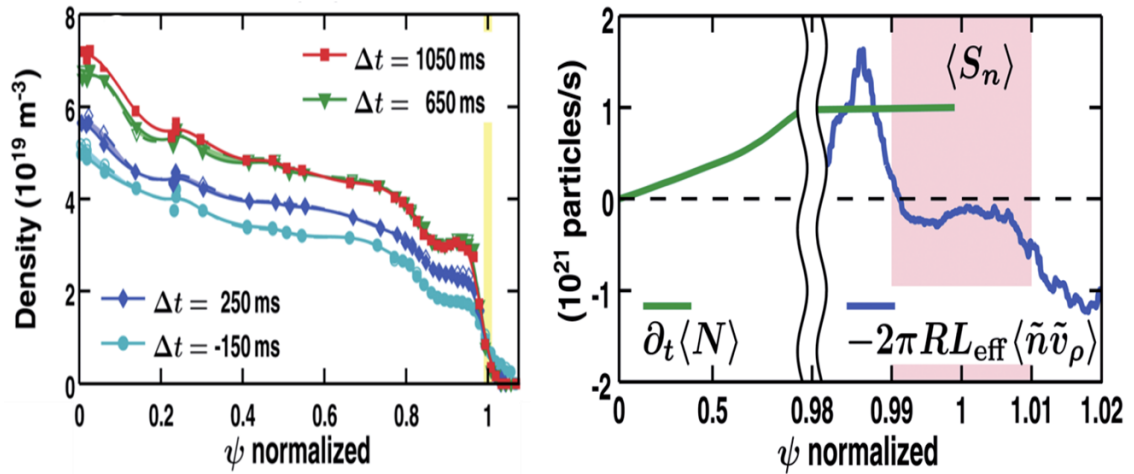 8
6
4
2
0
Density (10¹⁹ m⁻³)
Δt = 1050 ms
Δt = 650 ms
Δt = 250 ms
Δt = -150 ms
0 0.2 0.4 0.6 0.8 1
ψ normalized
2
1
0
-1
-2
(10²¹ particles/s)
⟨Sₙ⟩
∂ₜ⟨N⟩
−2πRL_eff⟨ñṽ_ρ⟩
0 0.5 0.98 0.99 1 1.01 1.02
ψ normalized